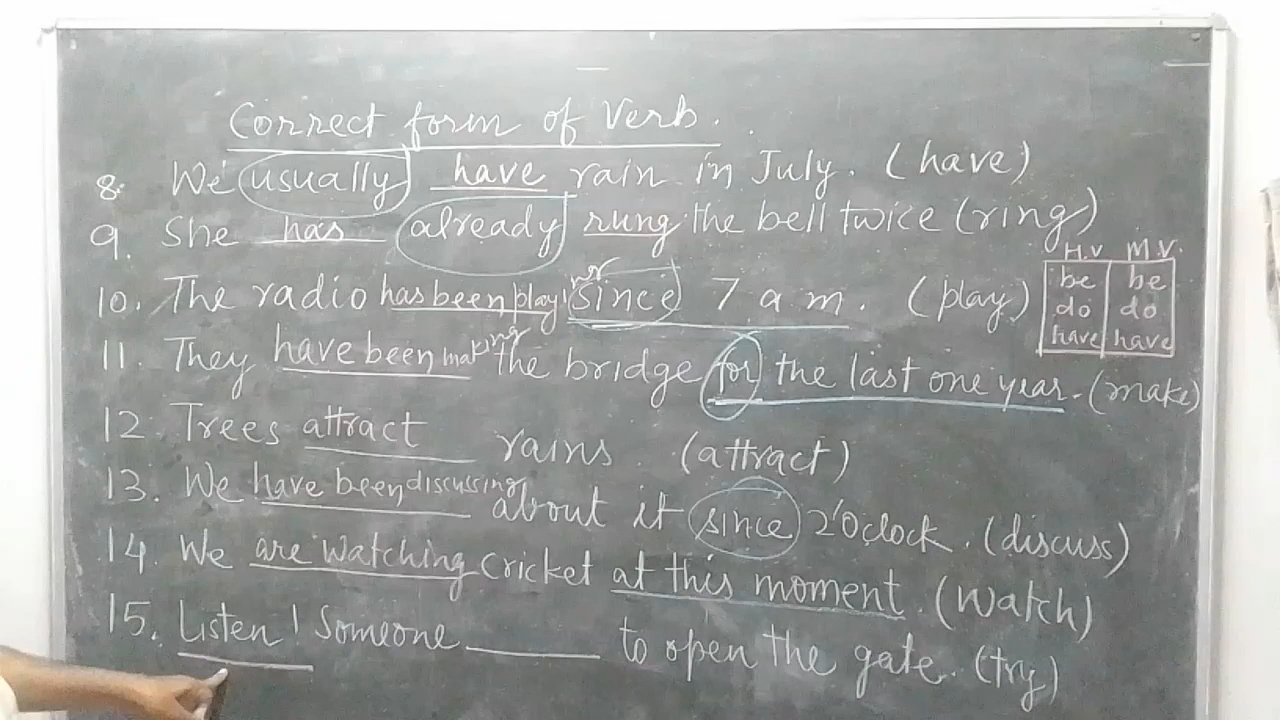 Correct form of Verb.
8. We usually have rain in July. (have)
9. She has already rung the bell twice (ring)
10. The radio has been playing since 7 a m. (play)
H.V M.V.
be be
do do
have have
11. They have been making the bridge for the last one year. (make)
12. Trees attract rains. (attract)
13. We have been discussing about it since 2'Oclock. (discuss)
14. We are watching cricket at this moment. (watch)
15. Listen! Someone ______ to open the gate. (try)